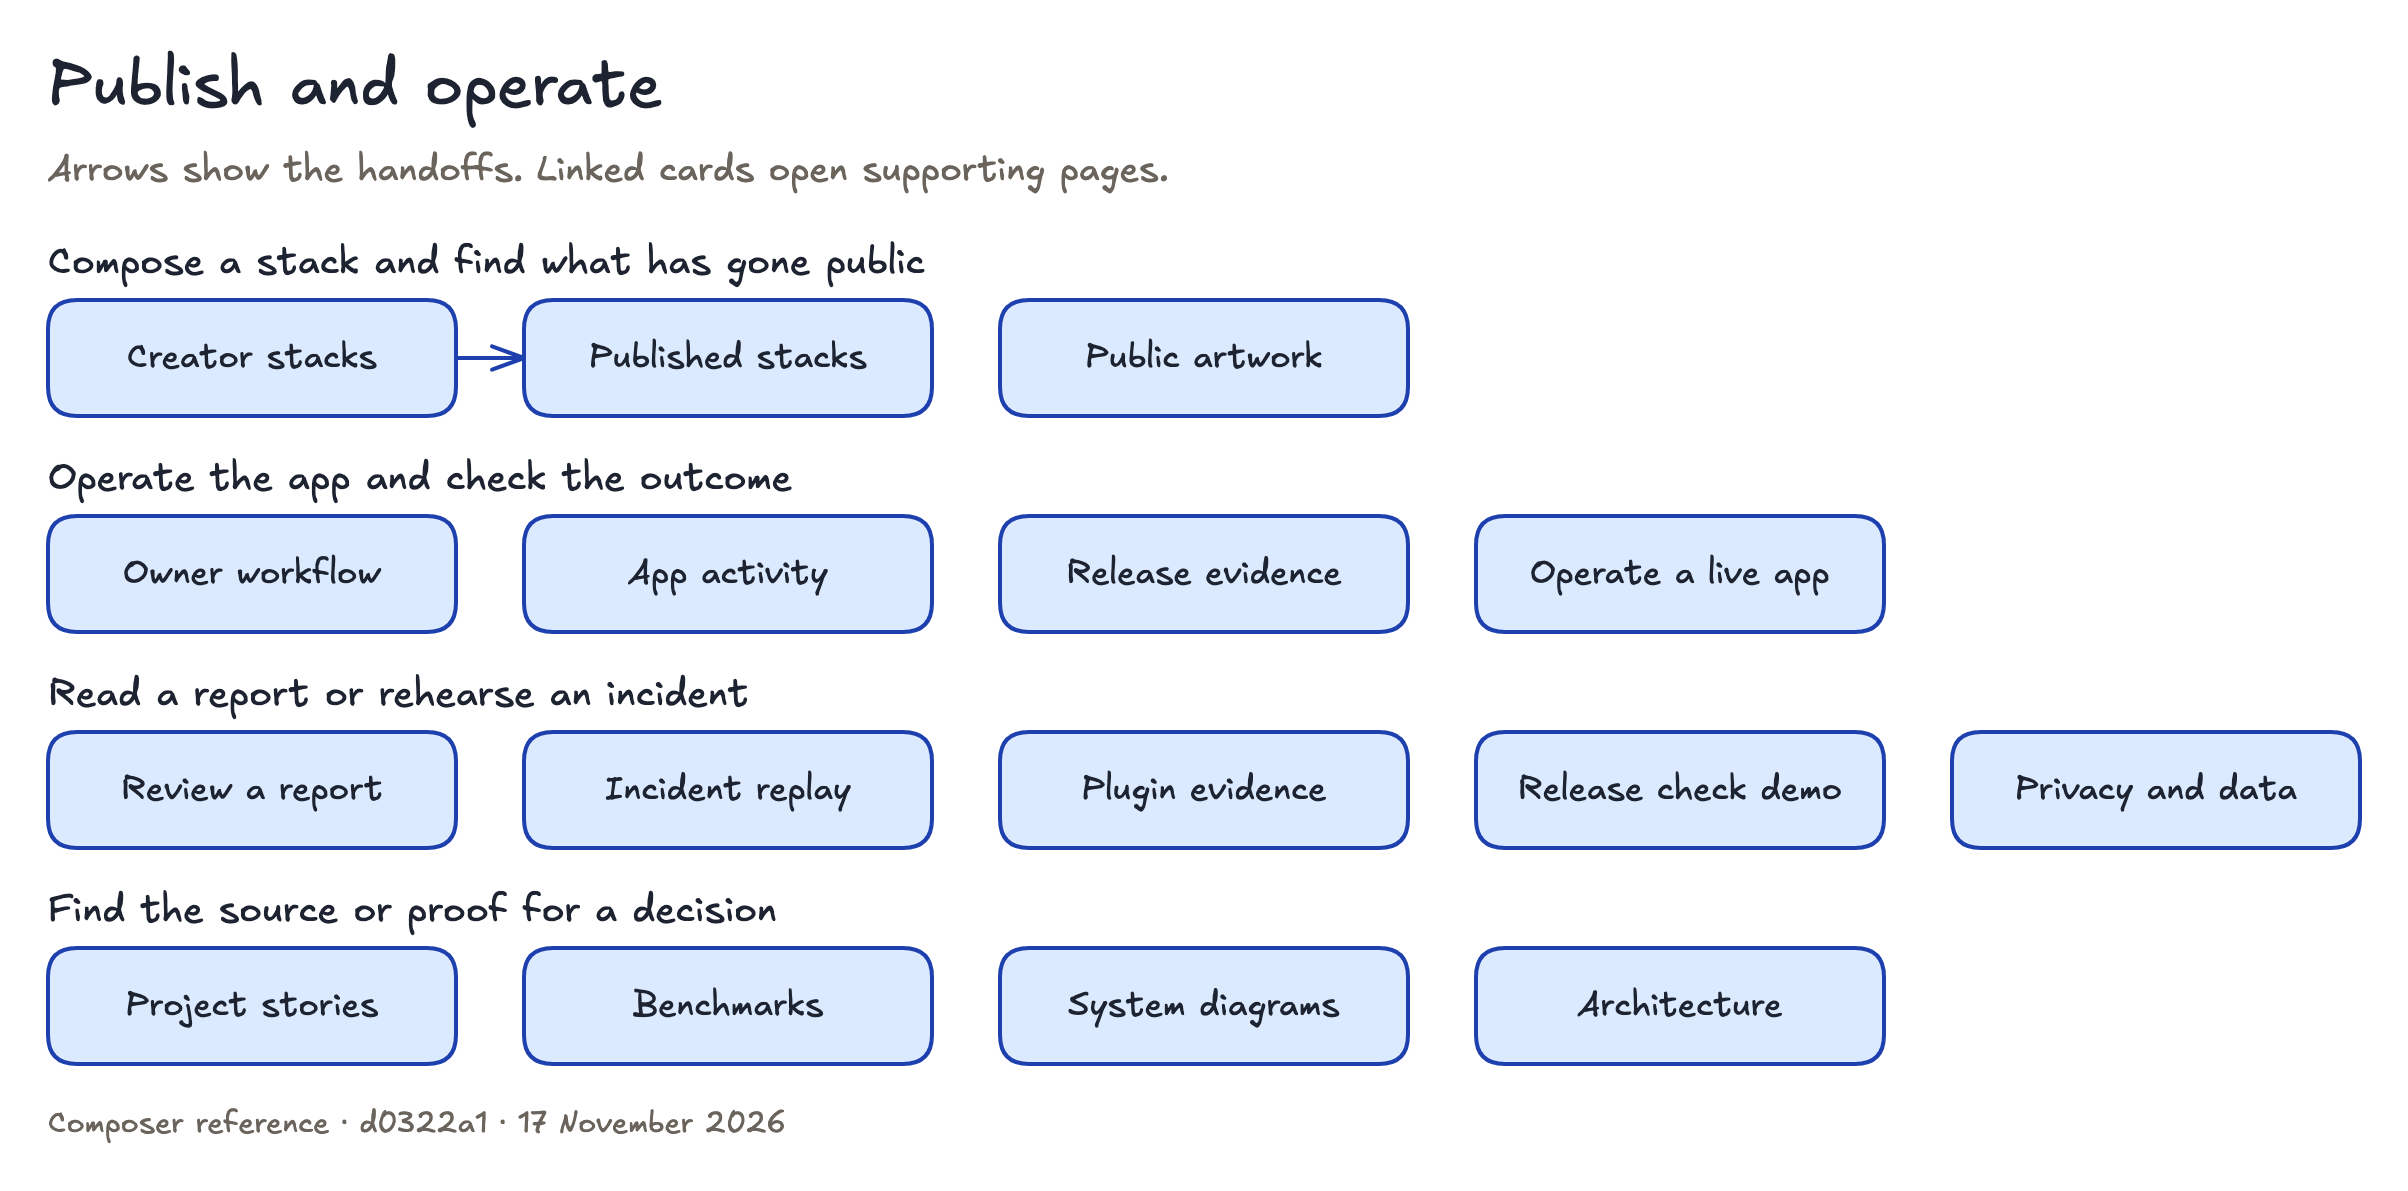 Publish and operate
Arrows show the handoffs. Linked cards open supporting pages.
Compose a stack and find what has gone public
Creator stacks
Published stacks
Public artwork
Operate the app and check the outcome
Owner workflow
App activity
Release evidence
Operate a live app
Read a report or rehearse an incident
Review a report
Incident replay
Plugin evidence
Release check demo
Privacy and data
Find the source or proof for a decision
Project stories
Benchmarks
System diagrams
Architecture
Composer reference · d0322a1 · 17 November 2026